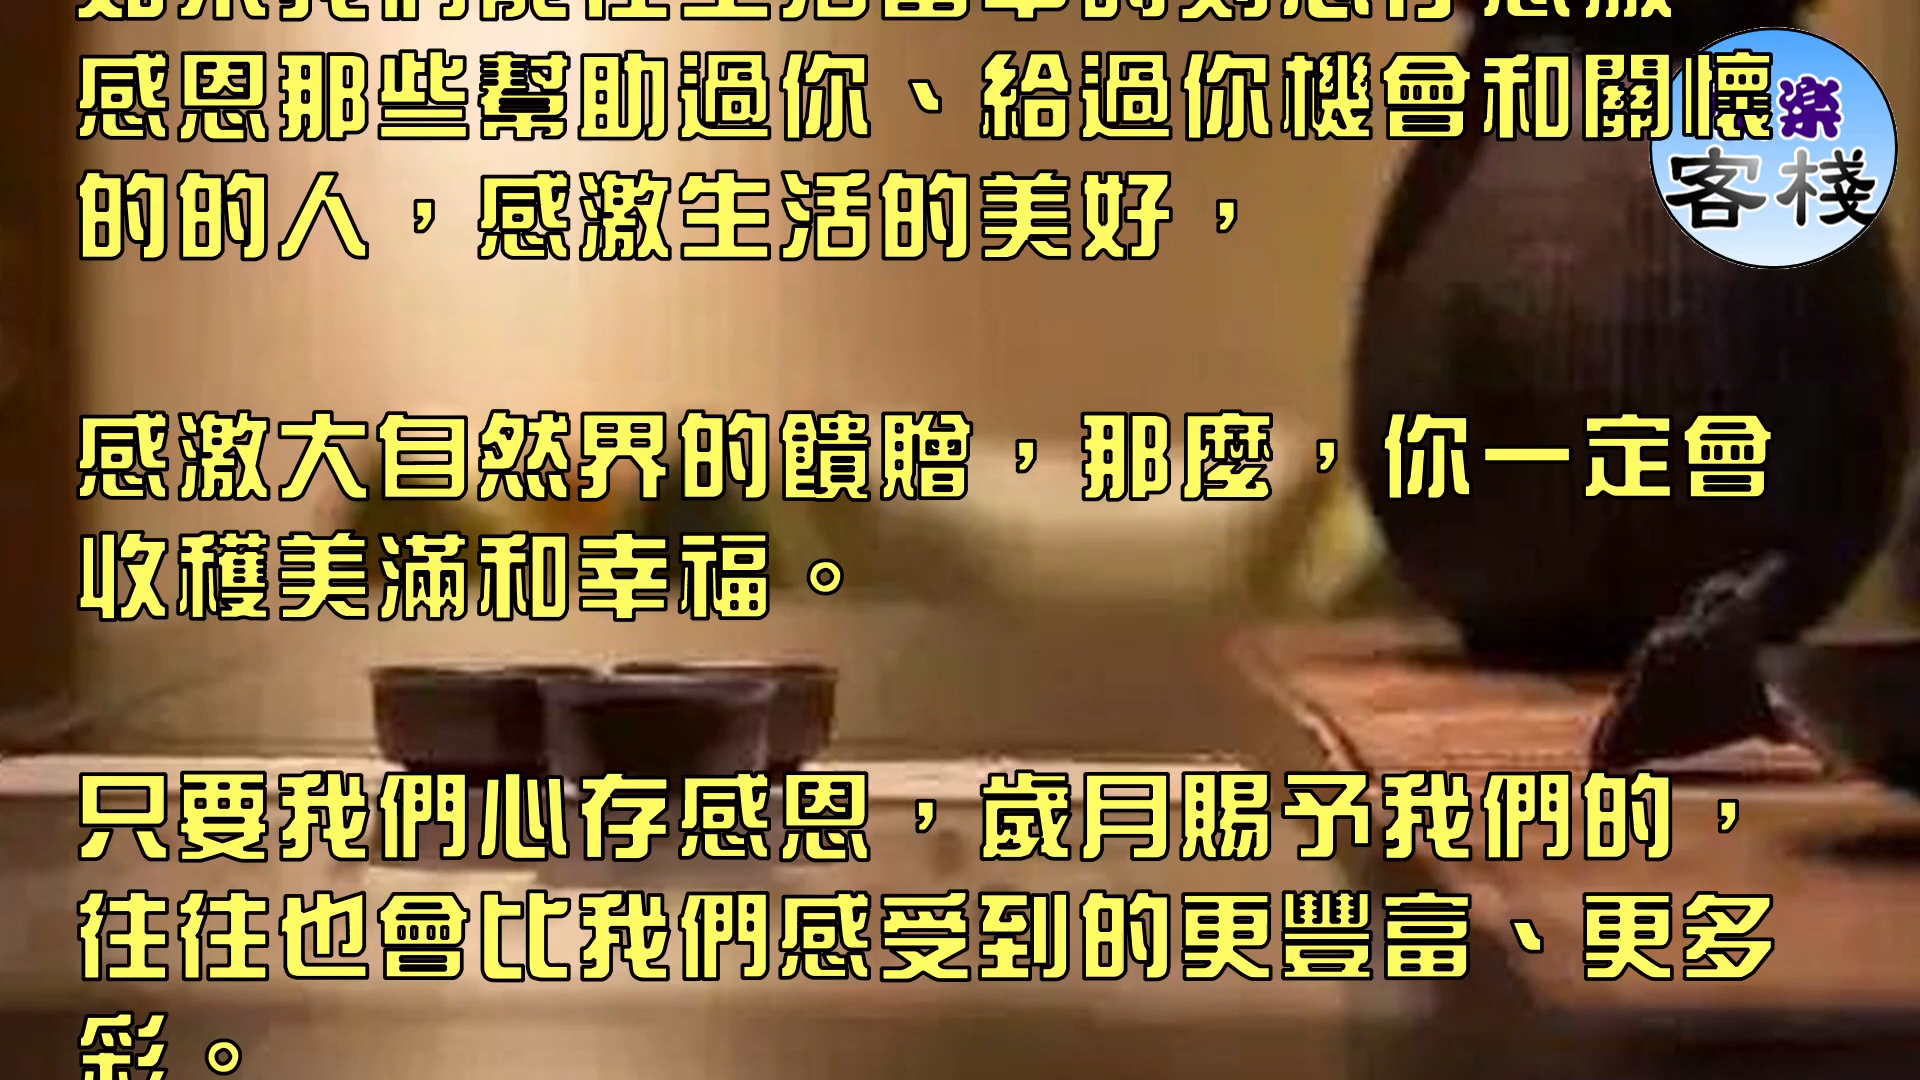 感恩那些幫助過你、給過你機會和關懷
的的人，感激生活的美好，
感激大自然界的饋贈，那麼，你一定會
收穫美滿和幸福。
只要我們心存感恩，歲月賜予我們的，
往往也會比我們感受到的更豐富、更多
彩。
楽
客棧